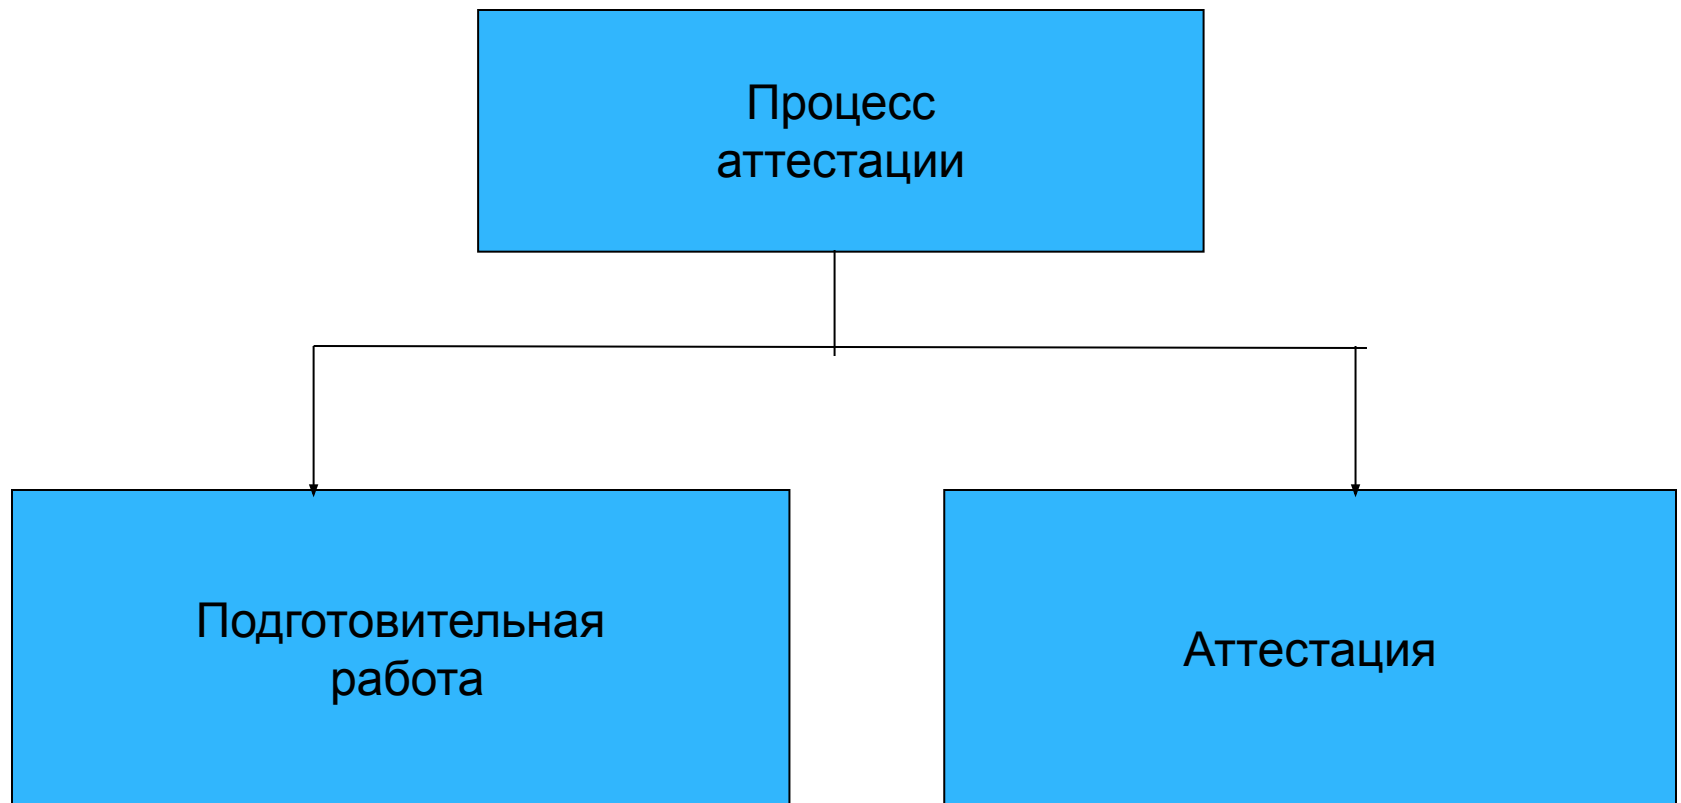 Процесс
аттестации
Подготовительная
работа
Аттестация